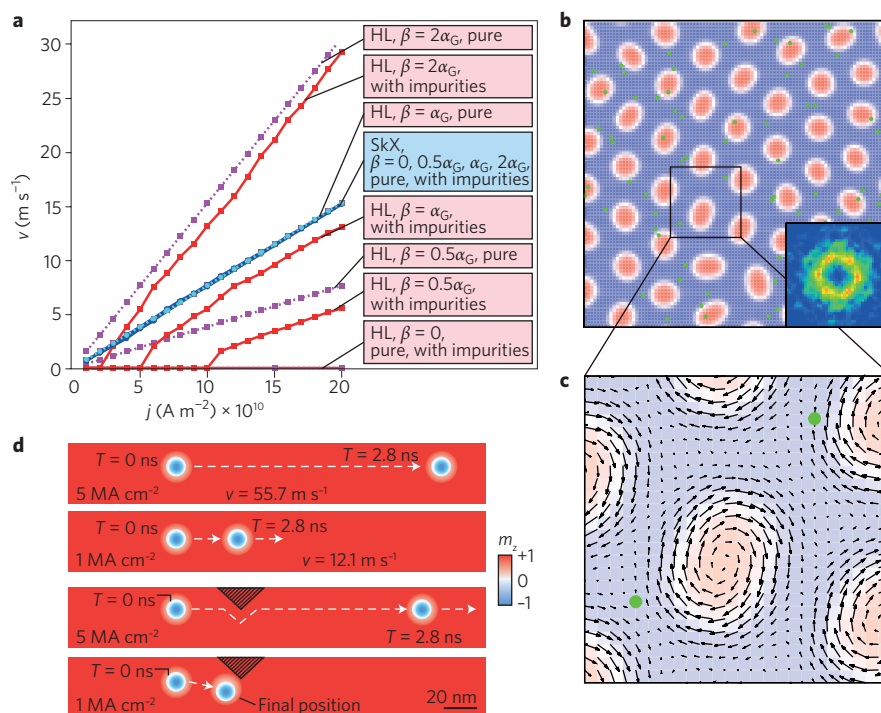 a
30
25
20
15
10
5
0
v (m s⁻¹)
0
5
10
15
20
j (A m⁻²) × 10¹⁰
HL, β = 2αG, pure
HL, β = 2αG,
with impurities
HL, β = αG, pure
SkX,
β = 0, 0.5αG, αG, 2αG,
pure, with impurities
HL, β = αG,
with impurities
HL, β = 0.5αG, pure
HL, β = 0.5αG,
with impurities
HL, β = 0,
pure, with impurities
b
c
d
T = 0 ns
T = 2.8 ns
5 MA cm⁻²
v = 55.7 m s⁻¹
T = 0 ns
T = 2.8 ns
1 MA cm⁻²
v = 12.1 m s⁻¹
T = 0 ns
5 MA cm⁻²
T = 2.8 ns
T = 0 ns
1 MA cm⁻²
Final position
20 nm
mz
+1
0
−1